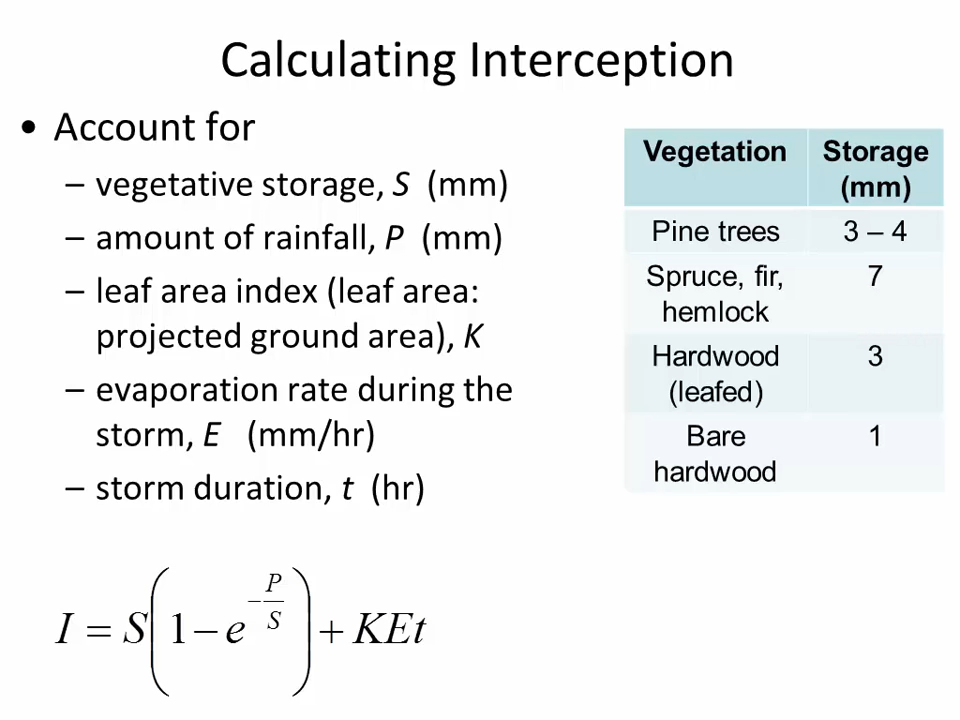 Calculating Interception
• Account for
– vegetative storage, S (mm)
– amount of rainfall, P (mm)
– leaf area index (leaf area:
projected ground area), K
– evaporation rate during the
storm, E (mm/hr)
– storm duration, t (hr)
Vegetation Storage
(mm)
Pine trees 3 – 4
Spruce, fir, 7
hemlock
Hardwood 3
(leafed)
Bare 1
hardwood
I = S(1 − e^(−P/S)) + KEt